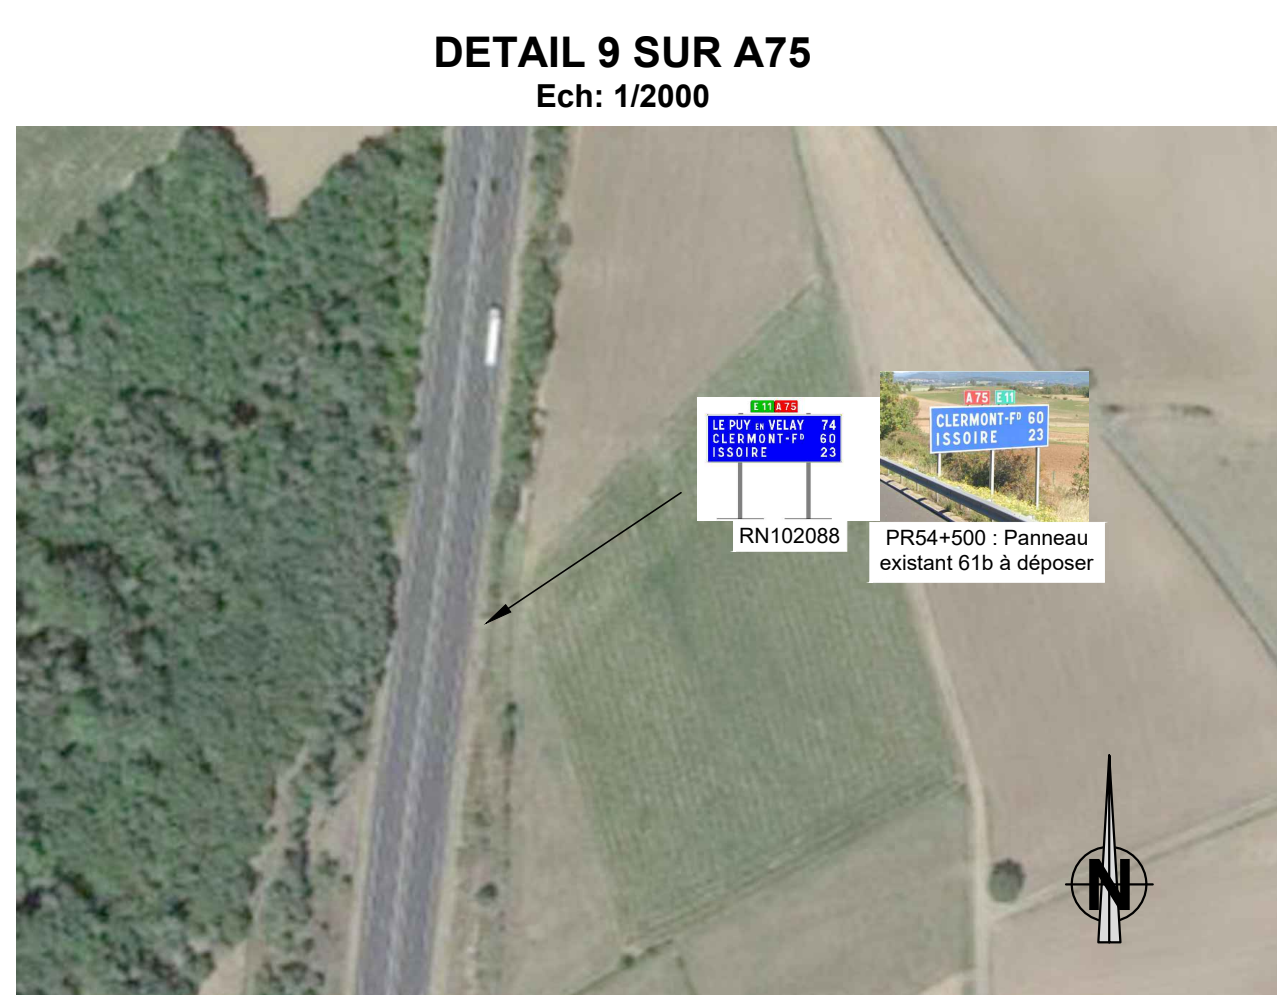 DETAIL 9 SUR A75
Ech: 1/2000
E 11 A 75
LE PUY EN VELAY 74
CLERMONT-Fᴰ 60
ISSOIRE 23
RN102088
A 75 E 11
CLERMONT-Fᴰ 60
ISSOIRE 23
PR54+500 : Panneau
existant 61b à déposer
N